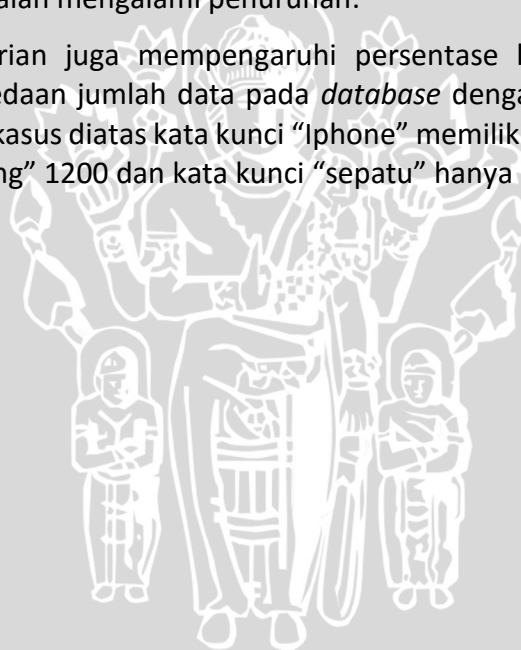 alah mengalami penurunan.
rian juga mempengaruhi persentase
edaan jumlah data pada database denga
kasus diatas kata kunci “Iphone” memilik
ng” 1200 dan kata kunci “sepatu” hanya